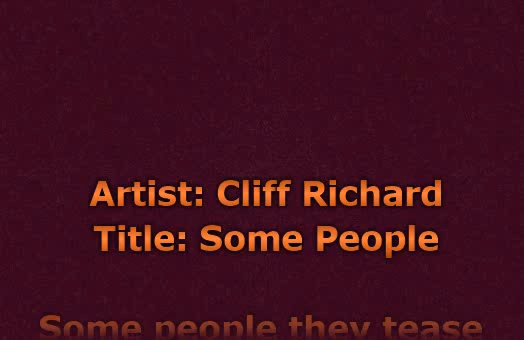 Artist: Cliff Richard
Title: Some People
Some people they tease